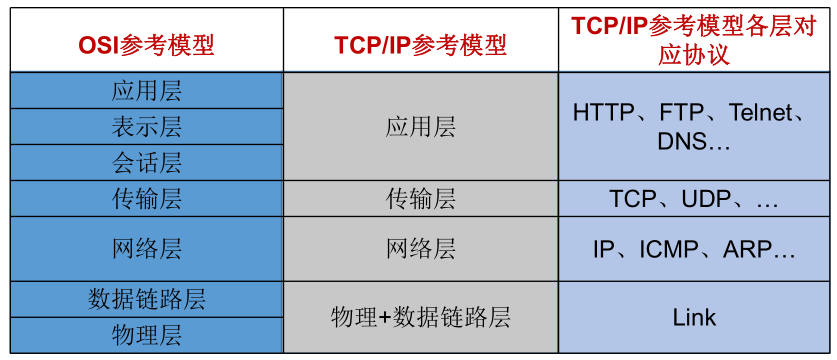 OSI参考模型
TCP/IP参考模型
TCP/IP参考模型各层对
应协议
应用层
表示层
会话层
应用层
HTTP、FTP、Telnet、
DNS…
传输层
传输层
TCP、UDP、…
网络层
网络层
IP、ICMP、ARP…
数据链路层
物理层
物理+数据链路层
Link